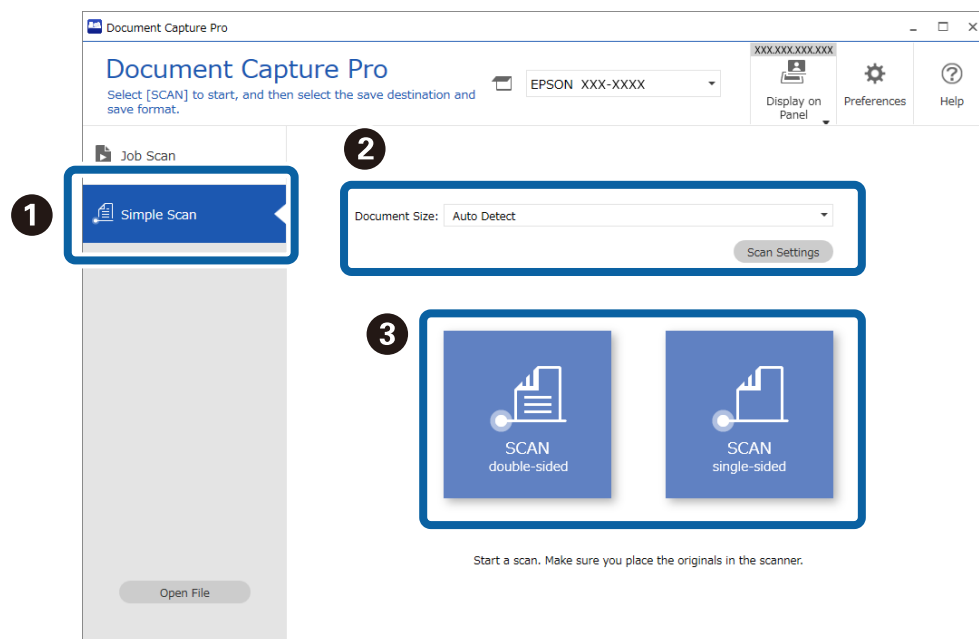 Document Capture Pro
Document Capture Pro
Select [SCAN] to start, and then select the save destination and
save format.
EPSON XXX-XXXX
XXX.XXX.XXX.XXX
Display on
Panel
Preferences
Help
Job Scan
1
Simple Scan
2
Document Size: Auto Detect
Scan Settings
3
SCAN
double-sided
SCAN
single-sided
Start a scan. Make sure you place the originals in the scanner.
Open File